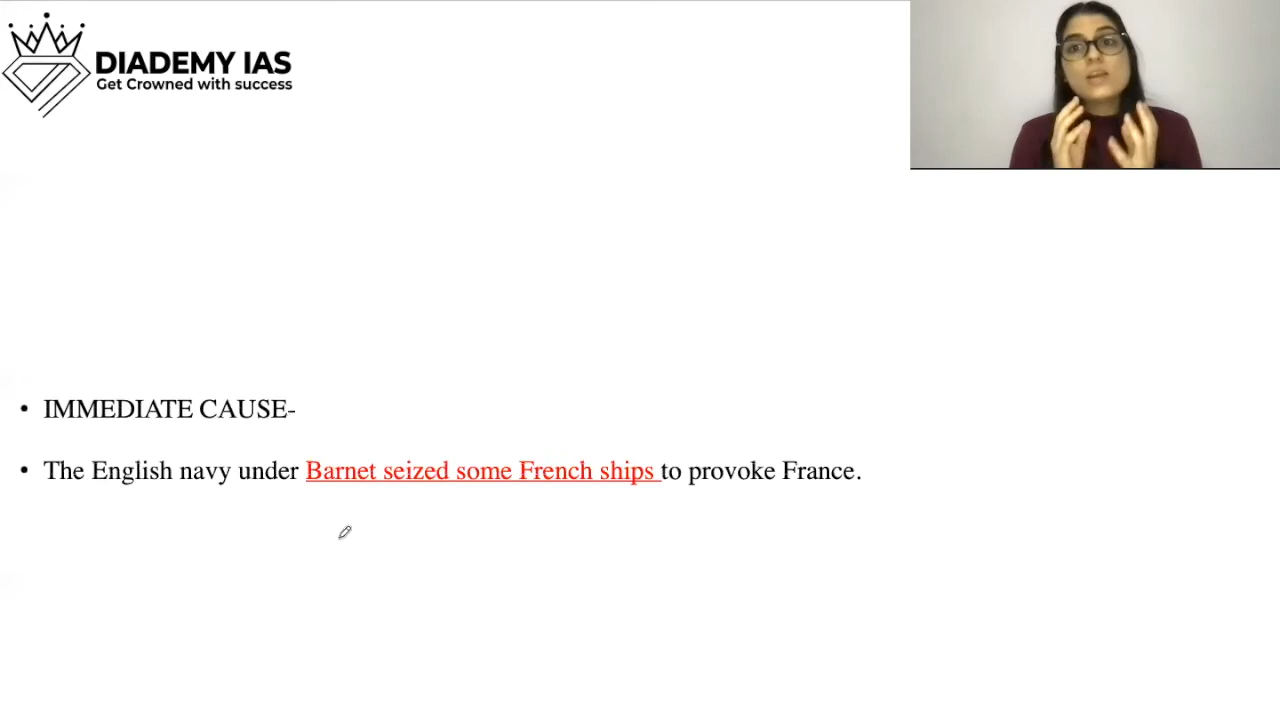 DIADEMY IAS
Get Crowned with success
• IMMEDIATE CAUSE-
• The English navy under Barnet seized some French ships to provoke France.